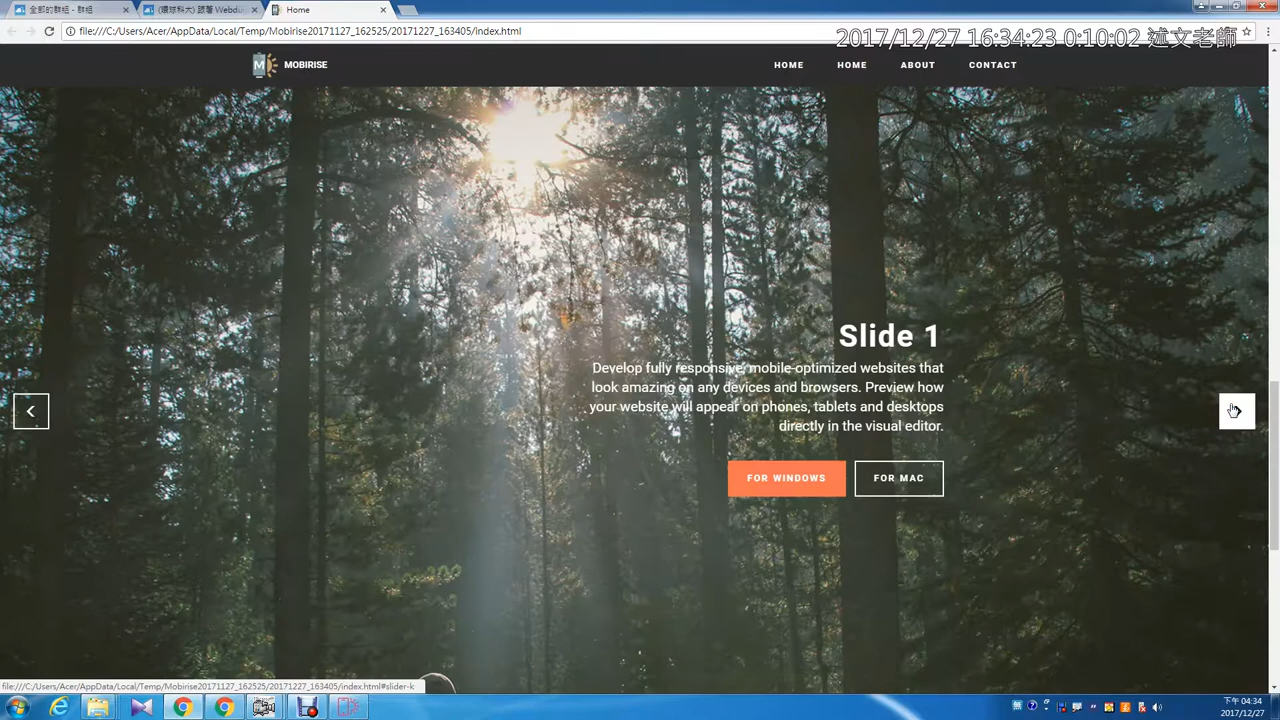 全部的群組 - 群組
(環球科大) 跟著 Webdu
Home
file:///C:/Users/Acer/AppData/Local/Temp/Mobirise20171127_162525/20171227_163405/index.html
2017/12/27 16:34:23 0:10:02 述文老師
M
MOBIRISE
HOME
HOME
ABOUT
CONTACT
Slide 1
Develop fully responsive, mobile-optimized websites that
look amazing on any devices and browsers. Preview how
your website will appear on phones, tablets and desktops
directly in the visual editor.
FOR WINDOWS
FOR MAC
file:///C:/Users/Acer/AppData/Local/Temp/Mobirise20171127_162525/20171227_163405/index.html#slider-k
下午 04:34
2017/12/27